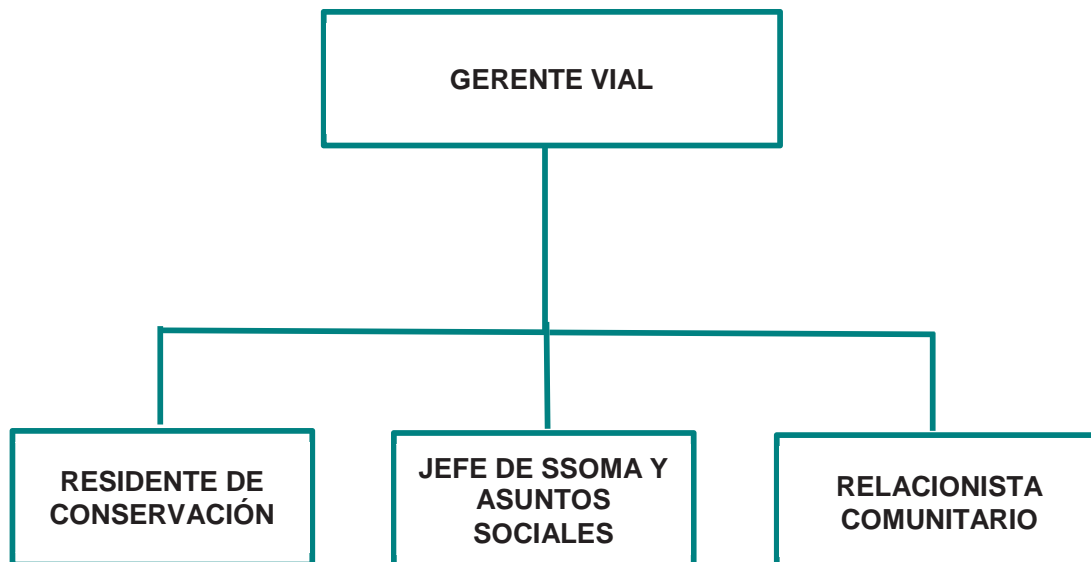 GERENTE VIAL
RESIDENTE DE
CONSERVACIÓN
JEFE DE SSOMA Y
ASUNTOS
SOCIALES
RELACIONISTA
COMUNITARIO